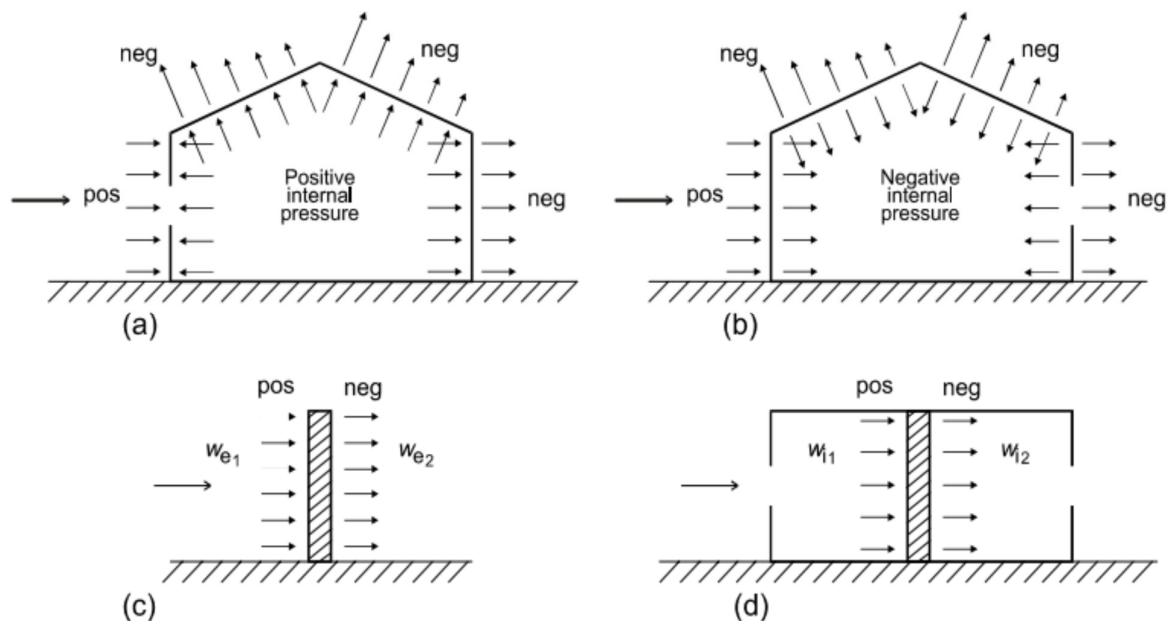 neg
neg
pos
Positive
internal
pressure
neg
(a)
neg
neg
pos
Negative
internal
pressure
neg
(b)
pos
neg
We1
We2
(c)
pos
neg
Wi1
Wi2
(d)